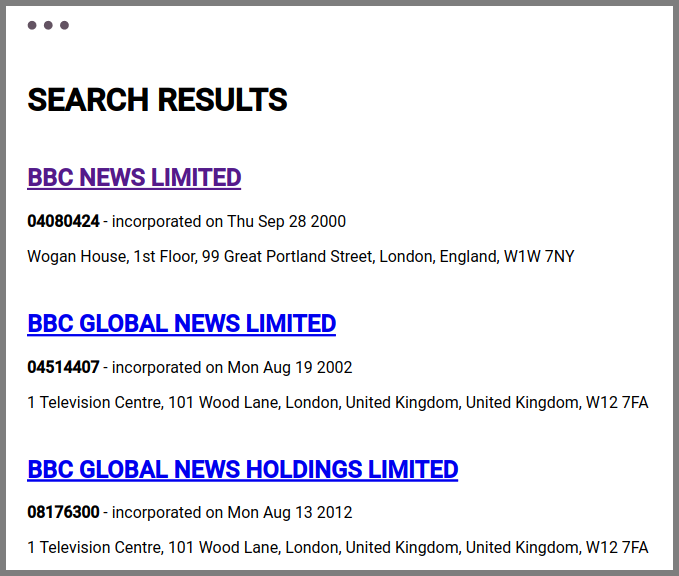 SEARCH RESULTS
BBC NEWS LIMITED
04080424 - incorporated on Thu Sep 28 2000
Wogan House, 1st Floor, 99 Great Portland Street, London, England, W1W 7NY
BBC GLOBAL NEWS LIMITED
04514407 - incorporated on Mon Aug 19 2002
1 Television Centre, 101 Wood Lane, London, United Kingdom, United Kingdom, W12 7FA
BBC GLOBAL NEWS HOLDINGS LIMITED
08176300 - incorporated on Mon Aug 13 2012
1 Television Centre, 101 Wood Lane, London, United Kingdom, United Kingdom, W12 7FA